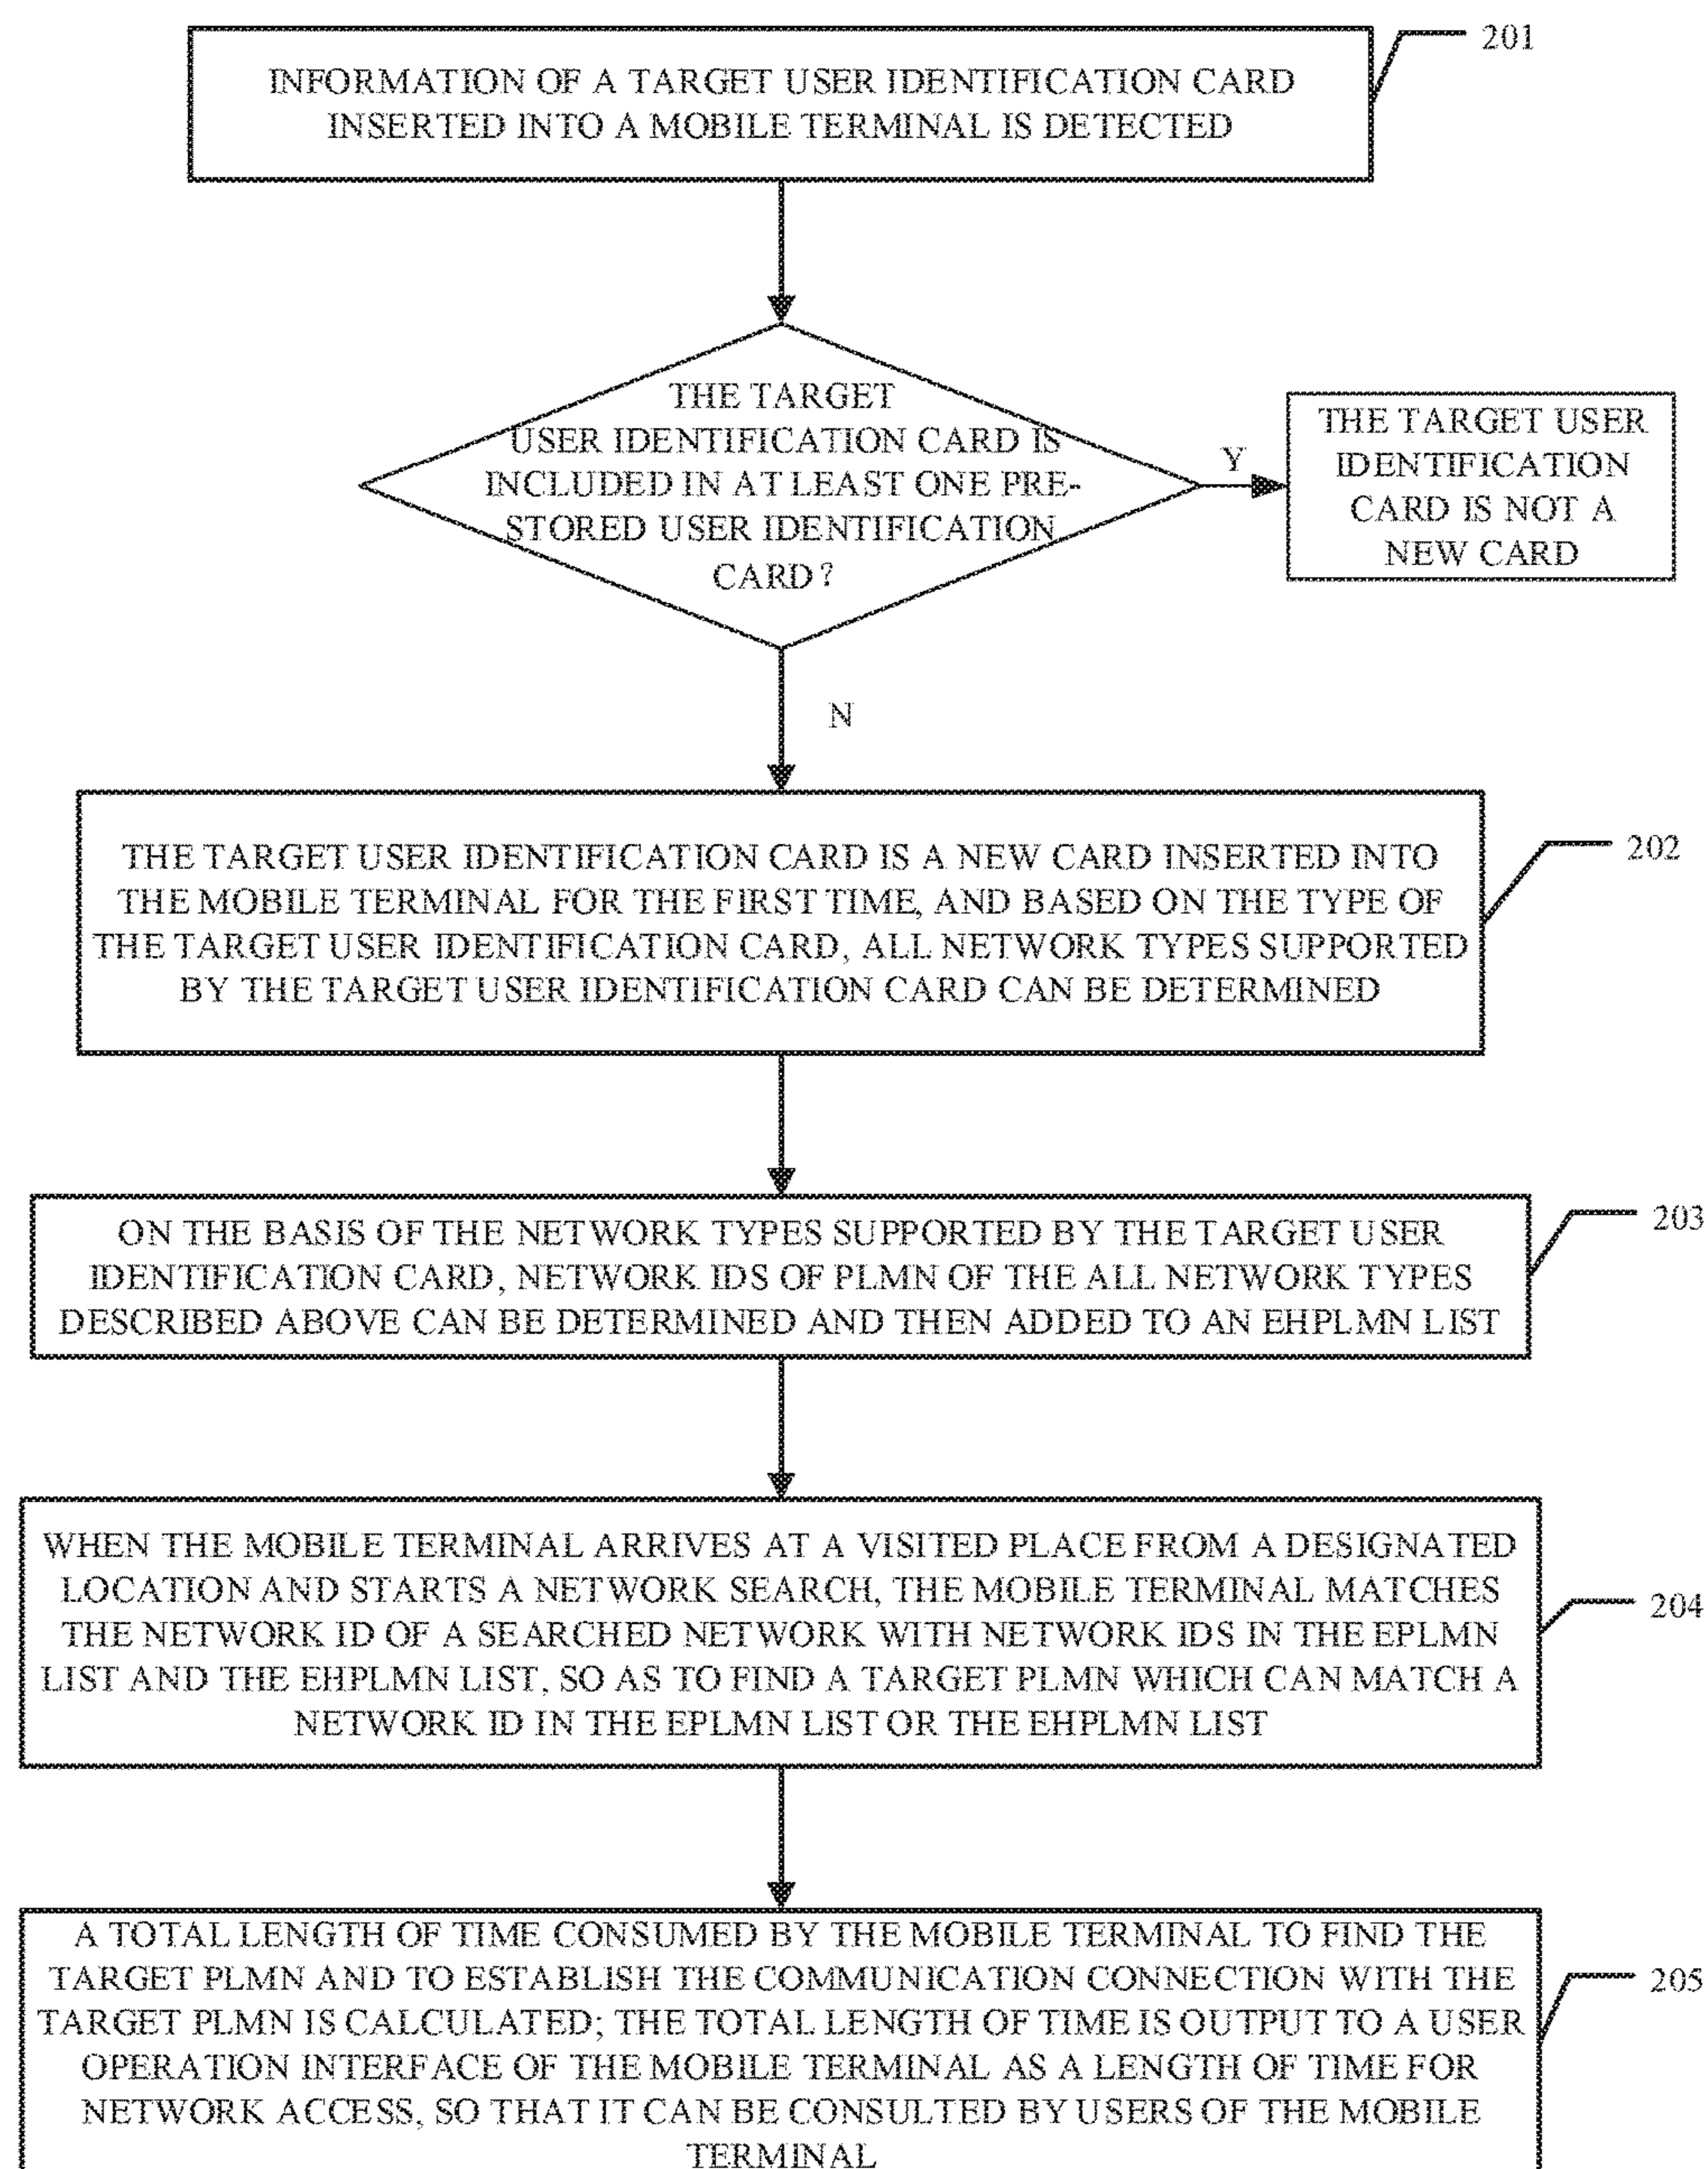 201
INFORMATION OF A TARGET USER IDENTIFICATION CARD
INSERTED INTO A MOBILE TERMINAL IS DETECTED
THE TARGET
USER IDENTIFICATION CARD IS
INCLUDED IN AT LEAST ONE PRE-
STORED USER IDENTIFICATION
CARD?
Y
THE TARGET USER
IDENTIFICATION
CARD IS NOT A
NEW CARD
N
202
THE TARGET USER IDENTIFICATION CARD IS A NEW CARD INSERTED INTO
THE MOBILE TERMINAL FOR THE FIRST TIME, AND BASED ON THE TYPE OF
THE TARGET USER IDENTIFICATION CARD, ALL NETWORK TYPES SUPPORTED
BY THE TARGET USER IDENTIFICATION CARD CAN BE DETERMINED
203
ON THE BASIS OF THE NETWORK TYPES SUPPORTED BY THE TARGET USER
IDENTIFICATION CARD, NETWORK IDS OF PLMN OF THE ALL NETWORK TYPES
DESCRIBED ABOVE CAN BE DETERMINED AND THEN ADDED TO AN EHPLMN LIST
204
WHEN THE MOBILE TERMINAL ARRIVES AT A VISITED PLACE FROM A DESIGNATED
LOCATION AND STARTS A NETWORK SEARCH, THE MOBILE TERMINAL MATCHES
THE NETWORK ID OF A SEARCHED NETWORK WITH NETWORK IDS IN THE EPLMN
LIST AND THE EHPLMN LIST, SO AS TO FIND A TARGET PLMN WHICH CAN MATCH A
NETWORK ID IN THE EPLMN LIST OR THE EHPLMN LIST
205
A TOTAL LENGTH OF TIME CONSUMED BY THE MOBILE TERMINAL TO FIND THE
TARGET PLMN AND TO ESTABLISH THE COMMUNICATION CONNECTION WITH THE
TARGET PLMN IS CALCULATED; THE TOTAL LENGTH OF TIME IS OUTPUT TO A USER
OPERATION INTERFACE OF THE MOBILE TERMINAL AS A LENGTH OF TIME FOR
NETWORK ACCESS, SO THAT IT CAN BE CONSULTED BY USERS OF THE MOBILE
TERMINAL